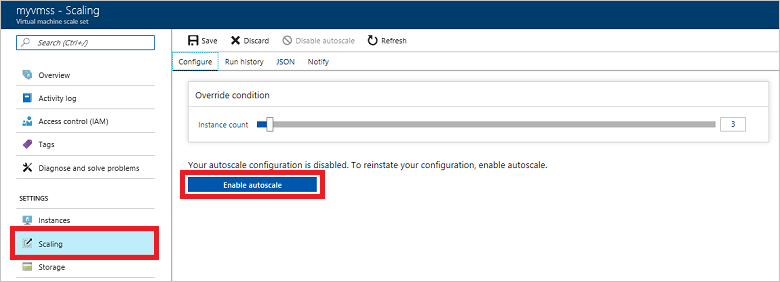 myvmss - Scaling
Virtual machine scale set
Search (Ctrl+/)
Overview
Activity log
Access control (IAM)
Tags
Diagnose and solve problems
SETTINGS
Instances
Scaling
Storage
Save Discard Disable autoscale Refresh
Configure Run history JSON Notify
Override condition
Instance count 3
Your autoscale configuration is disabled. To reinstate your configuration, enable autoscale.
Enable autoscale